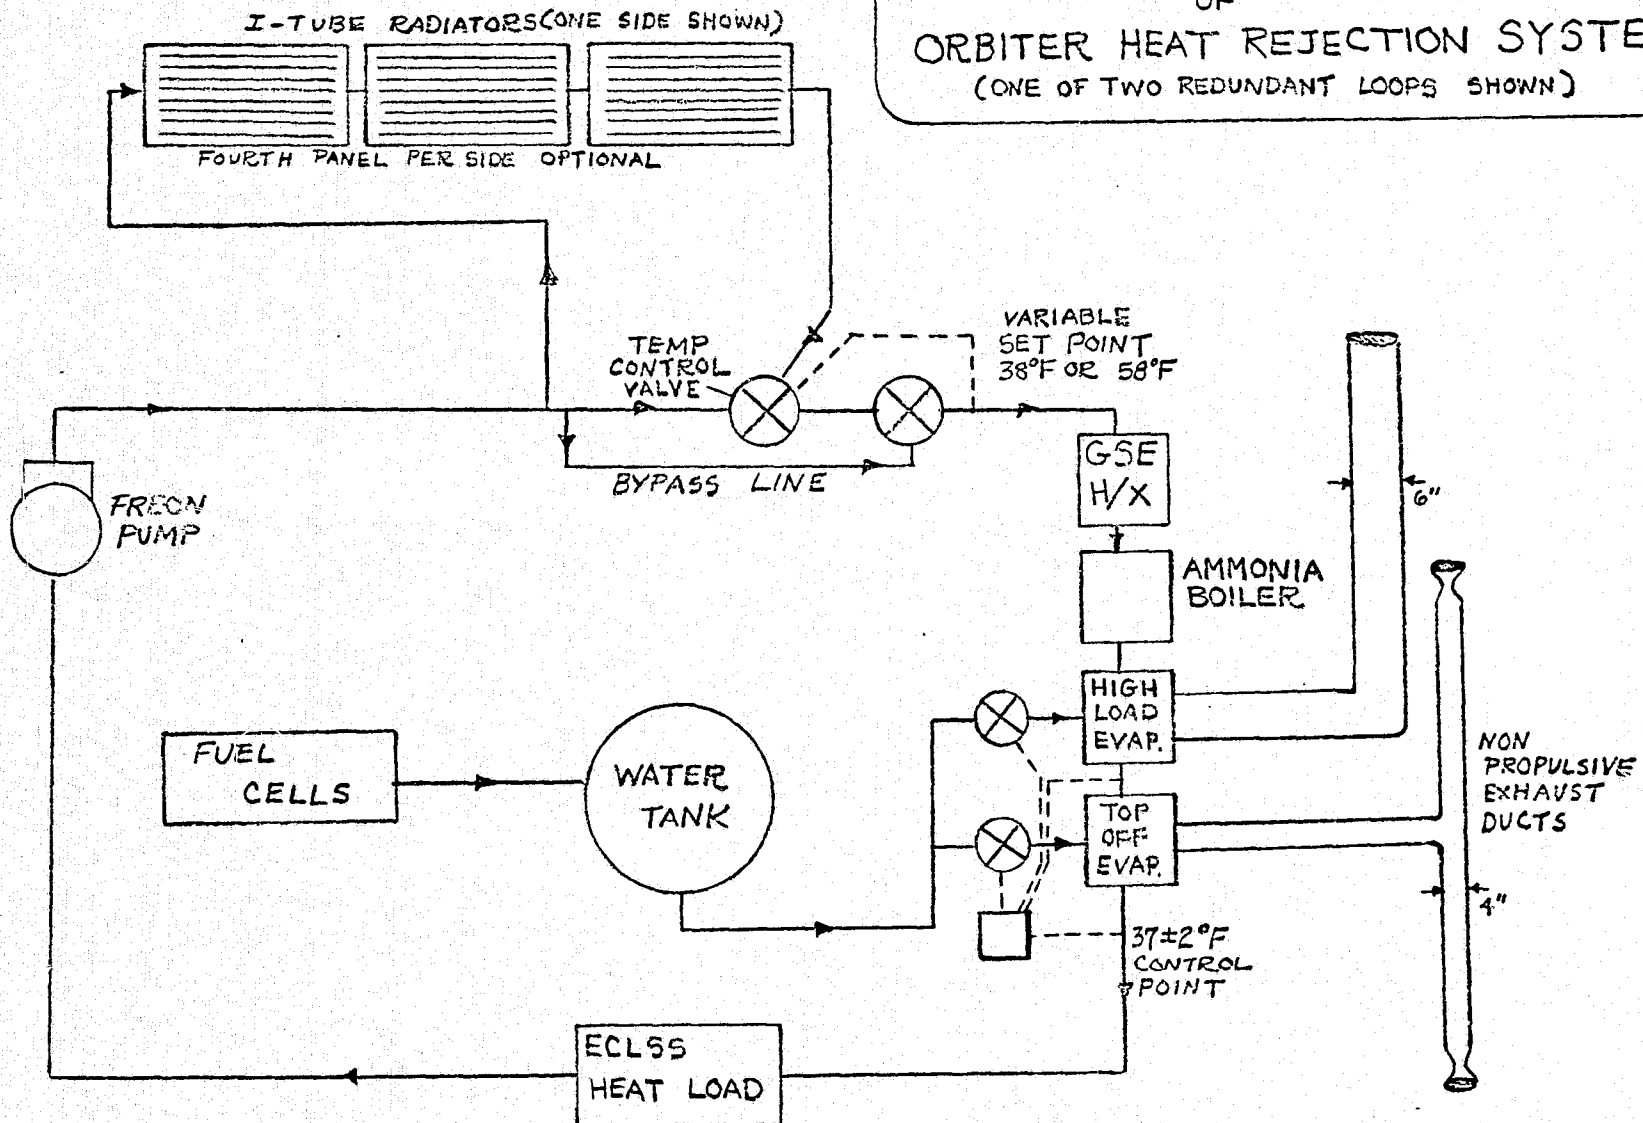 I-TUBE RADIATORS(ONE SIDE SHOWN)
FOURTH PANEL PER SIDE OPTIONAL
OF
ORBITER HEAT REJECTION SYSTE
(ONE OF TWO REDUNDANT LOOPS SHOWN)
TEMP
CONTROL
VALVE
VARIABLE
SET POINT
38°F OR 58°F
BYPASS LINE
FREON
PUMP
GSE
H/X
6"
AMMONIA
BOILER
HIGH
LOAD
EVAP.
FUEL
CELLS
WATER
TANK
TOP
OFF
EVAP.
NON
PROPULSIVE
EXHAUST
DUCTS
4"
37±2°F
CONTROL
POINT
ECLSS
HEAT LOAD